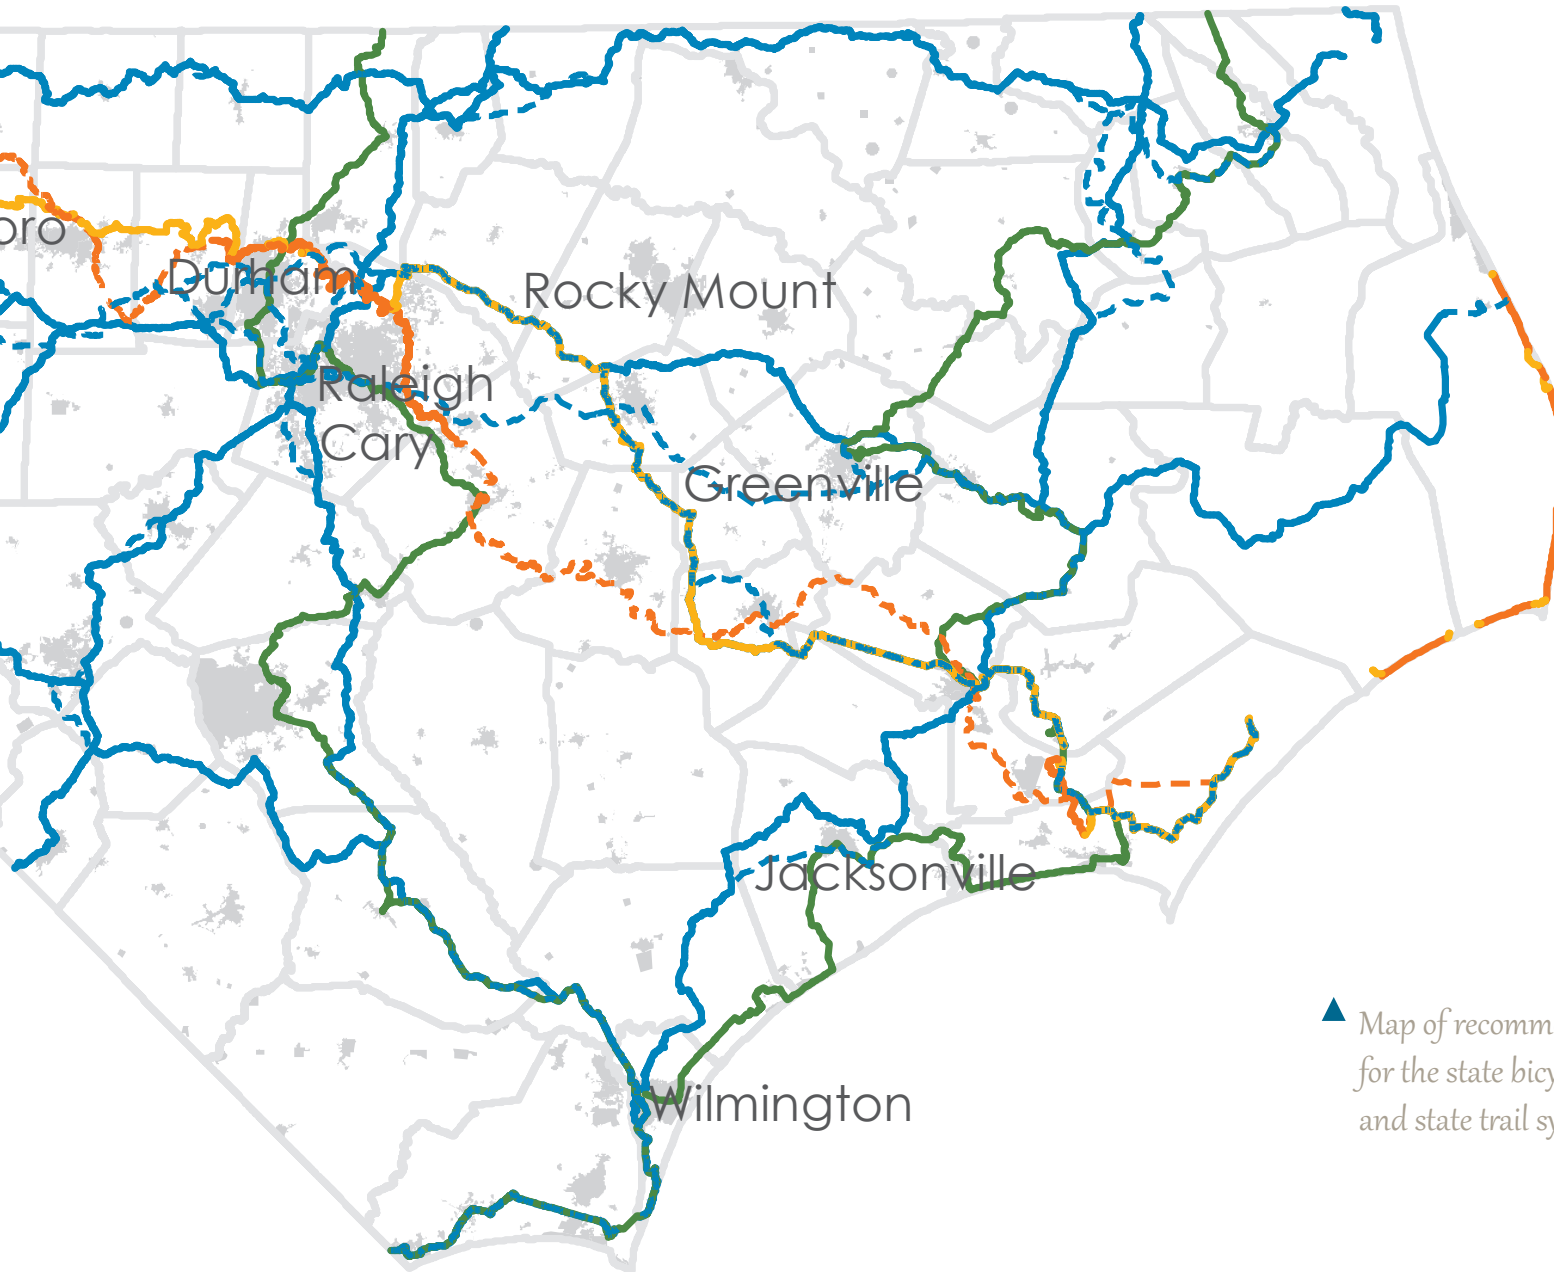 oro
Durham
Rocky Mount
Raleigh
Cary
Greenville
Jacksonville
Wilmington
Map of recomm
for the state bicy
and state trail sy